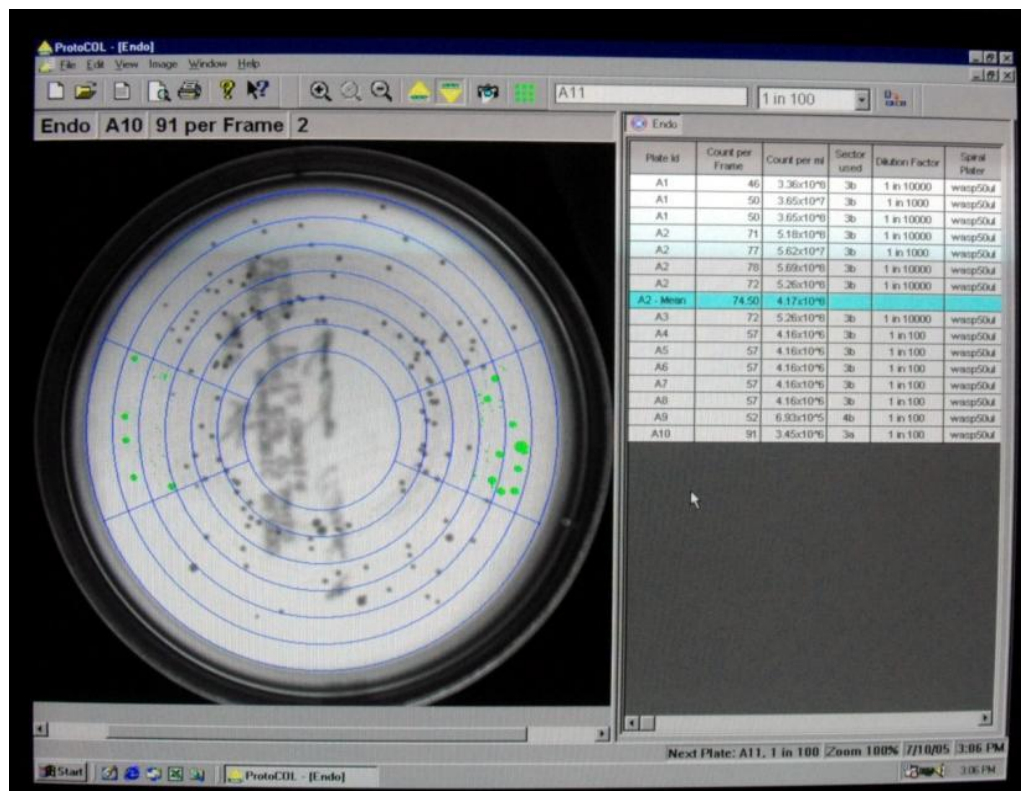 ProtoCOL - [Endo]
File Edit View Image Window Help
A11 1 in 100
Endo A10 91 per Frame 2
Endo
Plate Id Count per Frame Count per ml Sector used Dilution Factor Spiral Plater
A1 46 3.36x10^8 3b 1 in 10000 wasp50ul
A1 50 3.65x10^7 3b 1 in 1000 wasp50ul
A1 50 3.65x10^8 3b 1 in 10000 wasp50ul
A2 71 5.18x10^8 3b 1 in 10000 wasp50ul
A2 77 5.62x10^7 3b 1 in 1000 wasp50ul
A2 78 5.69x10^8 3b 1 in 10000 wasp50ul
A2 72 5.26x10^8 3b 1 in 10000 wasp50ul
A2 - Mean 74.50 4.17x10^8
A3 72 5.26x10^8 3b 1 in 10000 wasp50ul
A4 57 4.16x10^6 3b 1 in 100 wasp50ul
A5 57 4.16x10^6 3b 1 in 100 wasp50ul
A6 57 4.16x10^6 3b 1 in 100 wasp50ul
A7 57 4.16x10^6 3b 1 in 100 wasp50ul
A8 57 4.16x10^6 3b 1 in 100 wasp50ul
A9 52 6.93x10^5 4b 1 in 100 wasp50ul
A10 91 3.45x10^6 3a 1 in 100 wasp50ul
Next Plate: A11, 1 in 100 Zoom 100% 7/10/05 3:06 PM
Start ProtoCOL - [Endo] 3:06 PM